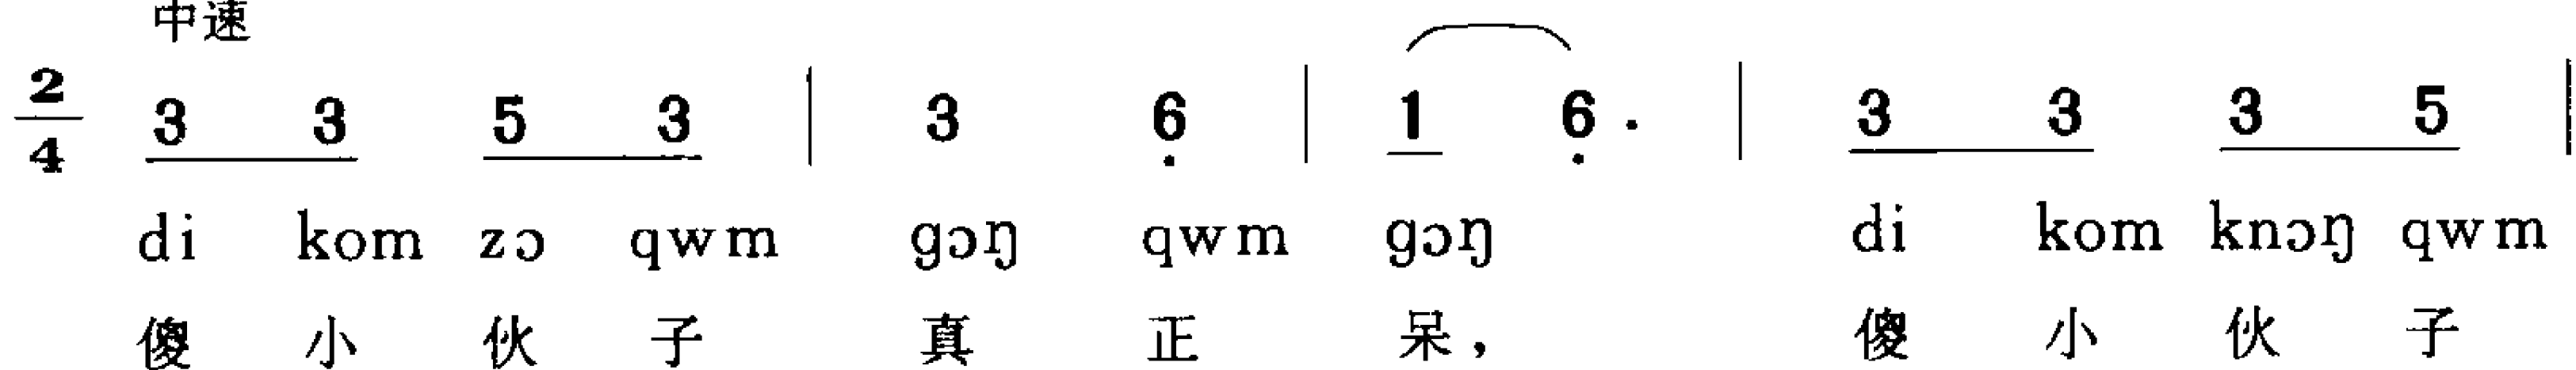 中速
2/4 3 3 5 3 | 3 6̣ | 1 6̣ · | 3 3 3 5 |
di kom zɔ qwm gɔŋ qwm gɔŋ di kom knɔŋ qwm
傻 小 伙 子 真 正 呆， 傻 小 伙 子